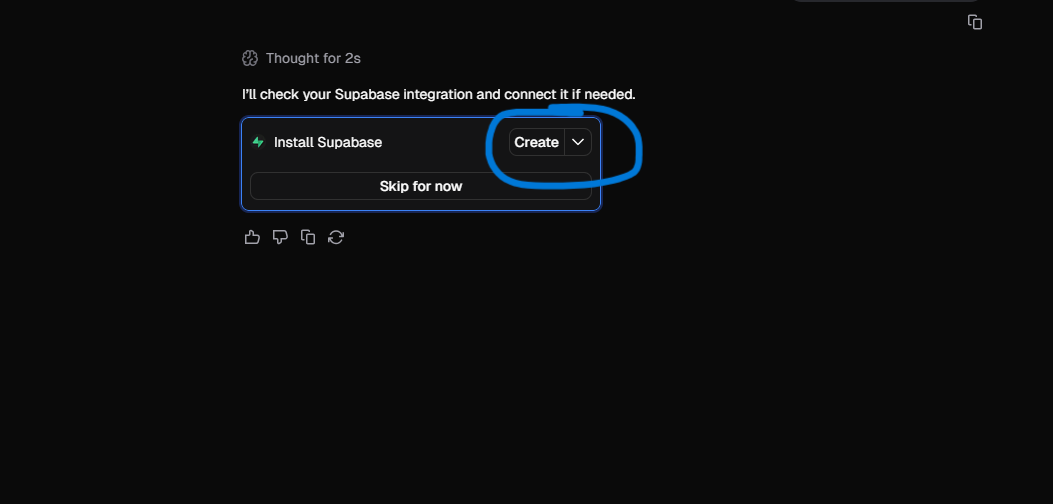 Thought for 2s
I'll check your Supabase integration and connect it if needed.
Install Supabase
Create
Skip for now